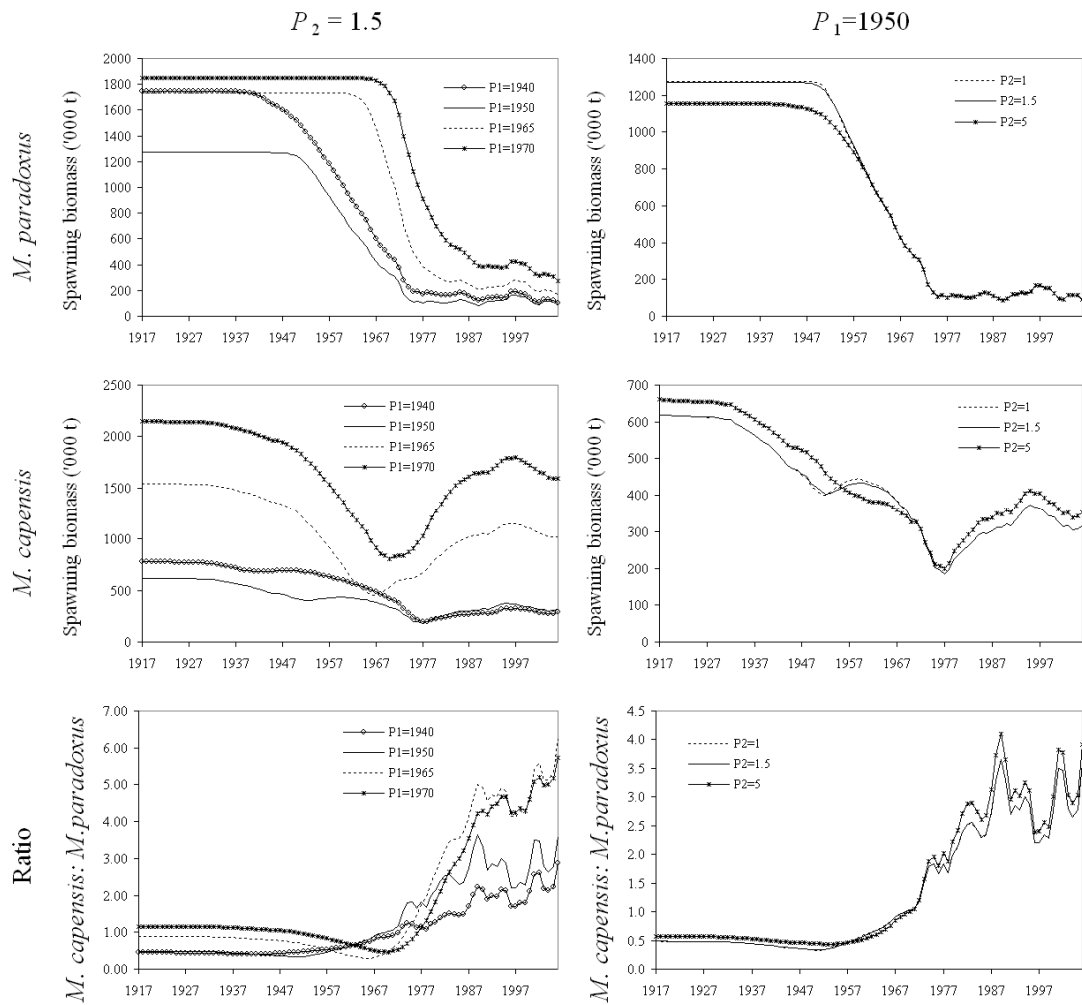 P₂ = 1.5
P₁=1950
M. paradoxus
Spawning biomass ('000 t)
2000
1800
1600
1400
1200
1000
800
600
400
200
0
P1=1940
P1=1950
P1=1965
P1=1970
1917 1927 1937 1947 1957 1967 1977 1987 1997
Spawning biomass ('000 t)
1400
1200
1000
800
600
400
200
0
P2=1
P2=1.5
P2=5
1917 1927 1937 1947 1957 1967 1977 1987 1997
M. capensis
Spawning biomass ('000 t)
2500
2000
1500
1000
500
0
P1=1940
P1=1950
P1=1965
P1=1970
1917 1927 1937 1947 1957 1967 1977 1987 1997
Spawning biomass ('000 t)
700
600
500
400
300
200
100
0
P2=1
P2=1.5
P2=5
1917 1927 1937 1947 1957 1967 1977 1987 1997
Ratio
M. capensis: M.paradoxus
7.00
6.00
5.00
4.00
3.00
2.00
1.00
0.00
P1=1940
P1=1950
P1=1965
P1=1970
1917 1927 1937 1947 1957 1967 1977 1987 1997
M. capensis: M.paradoxus
4.5
4.0
3.5
3.0
2.5
2.0
1.5
1.0
0.5
0.0
P2=1
P2=1.5
P2=5
1917 1927 1937 1947 1957 1967 1977 1987 1997